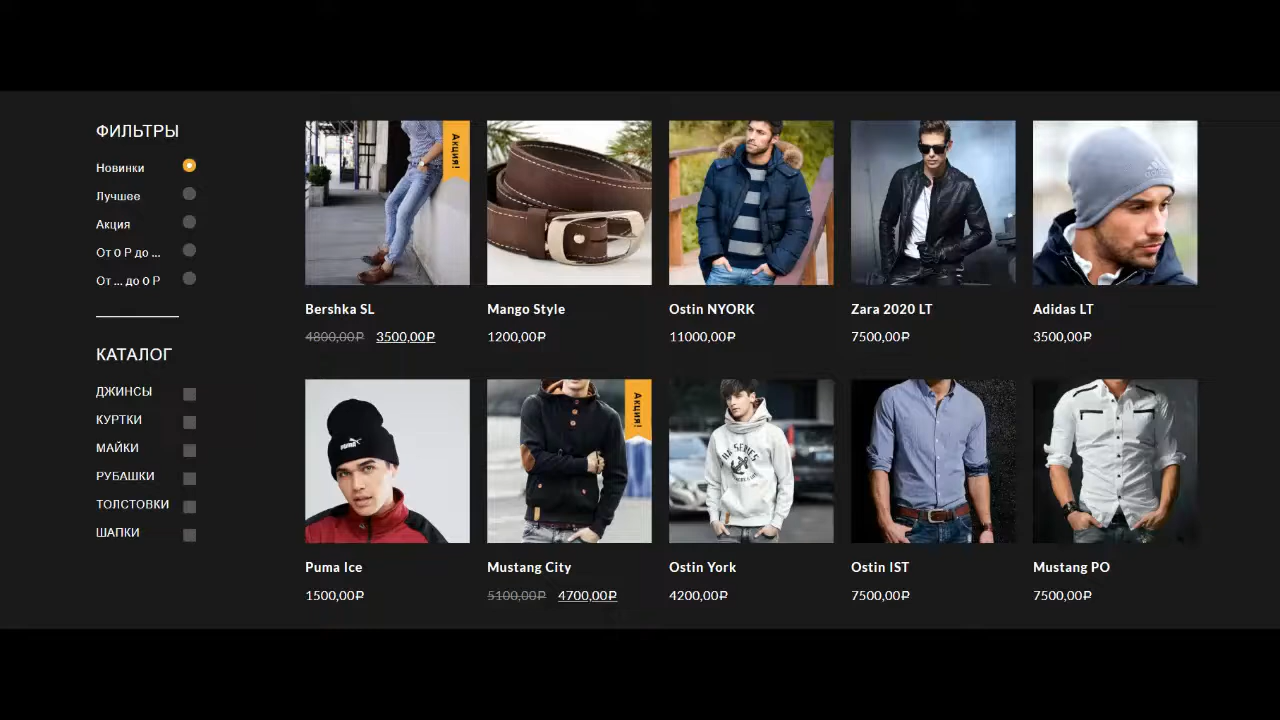 ФИЛЬТРЫ
Новинки
Лучшее
Акция
От 0 Р до ...
От ... до 0 Р
КАТАЛОГ
ДЖИНСЫ
КУРТКИ
МАЙКИ
РУБАШКИ
ТОЛСТОВКИ
ШАПКИ
Акция!
Bershka SL
4800,00₽ 3500,00₽
Mango Style
1200,00₽
Ostin NYORK
11000,00₽
Zara 2020 LT
7500,00₽
adidas
Adidas LT
3500,00₽
PUMA
Puma Ice
1500,00₽
Акция!
Mustang City
5100,00₽ 4700,00₽
Ostin York
4200,00₽
Ostin IST
7500,00₽
Mustang PO
7500,00₽